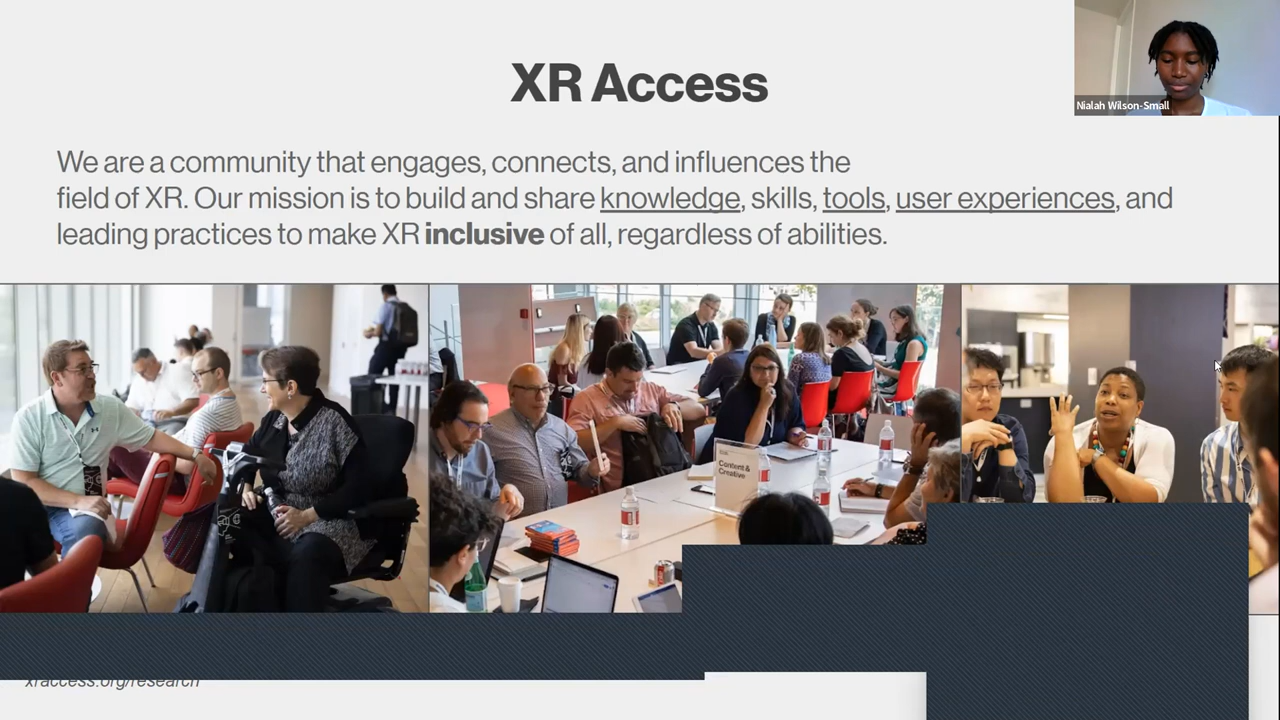 XR Access
Nialah Wilson-Small
We are a community that engages, connects, and influences the
field of XR. Our mission is to build and share knowledge, skills, tools, user experiences, and
leading practices to make XR inclusive of all, regardless of abilities.
Content &
Creative
xraccess.org/research